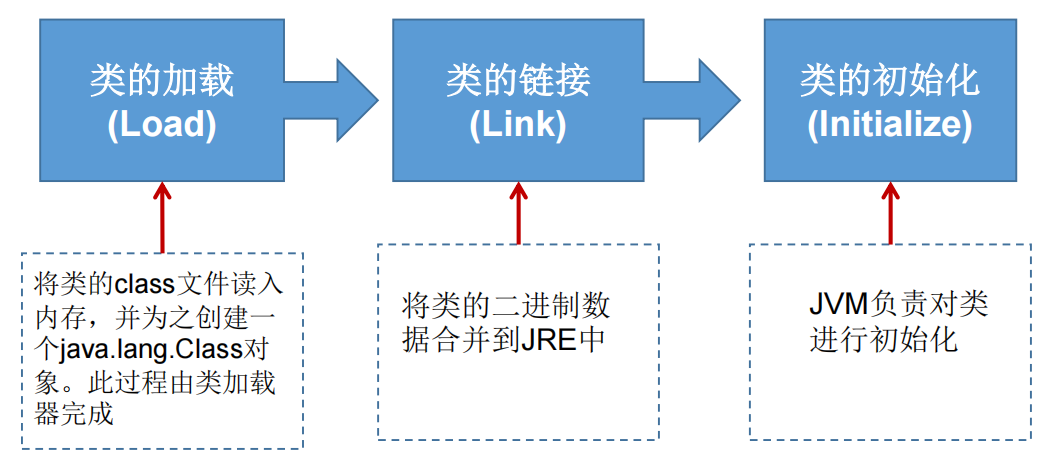 类的加载
(Load)
类的链接
(Link)
类的初始化
(Initialize)
将类的class文件读入
内存，并为之创建一
个java.lang.Class对
象。此过程由类加载
器完成
将类的二进制数
据合并到JRE中
JVM负责对类
进行初始化